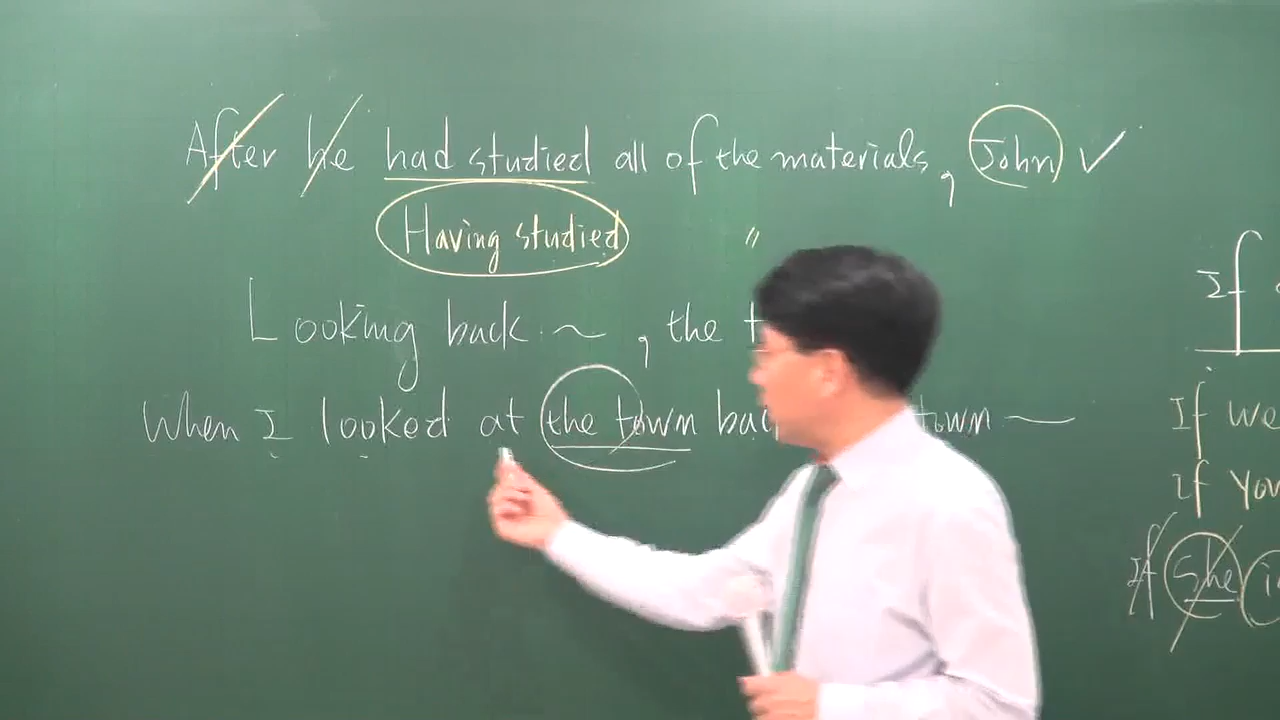 After he had studied all of the materials, John ✓
Having studied 〃
Looking back ~, the
When I looked at the town town ~
If
If we
If you
If she